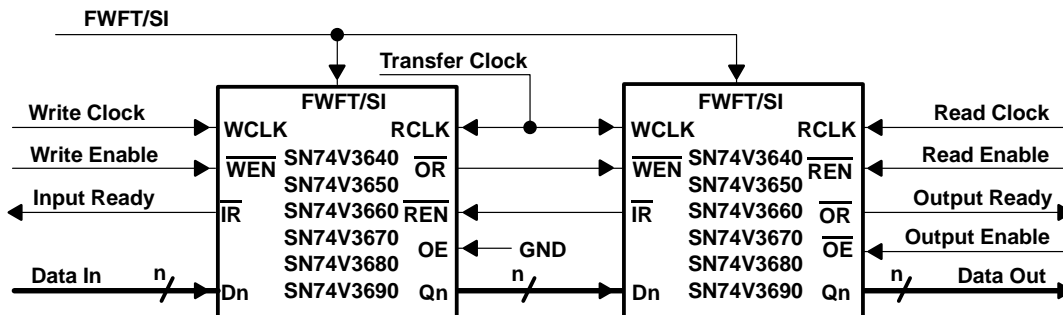 FWFT/SI
Transfer Clock
FWFT/SI
FWFT/SI
Write Clock
WCLK
RCLK
WCLK
RCLK
Read Clock
Write Enable
WEN
SN74V3640
OR
WEN
SN74V3640
REN
Read Enable
SN74V3650
SN74V3650
Input Ready
IR
SN74V3660
REN
IR
SN74V3660
OR
Output Ready
SN74V3670
OE
GND
SN74V3670
OE
Output Enable
SN74V3680
SN74V3680
Data In
n
Dn
SN74V3690
Qn
n
Dn
SN74V3690
Qn
n
Data Out